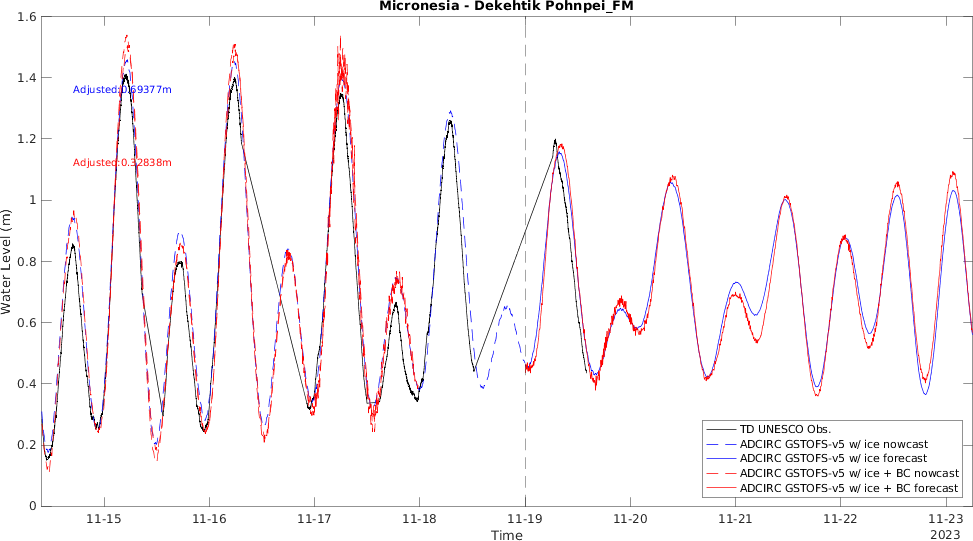 Micronesia - Dekehtik Pohnpei_FM
1.6
1.4
1.2
1
0.8
0.6
0.4
0.2
0
Water Level (m)
Adjusted:0.69377m
Adjusted:0.32838m
TD UNESCO Obs.
ADCIRC GSTOFS-v5 w/ ice nowcast
ADCIRC GSTOFS-v5 w/ ice forecast
ADCIRC GSTOFS-v5 w/ ice + BC nowcast
ADCIRC GSTOFS-v5 w/ ice + BC forecast
11-15 11-16 11-17 11-18 11-19 11-20 11-21 11-22 11-23
Time 2023